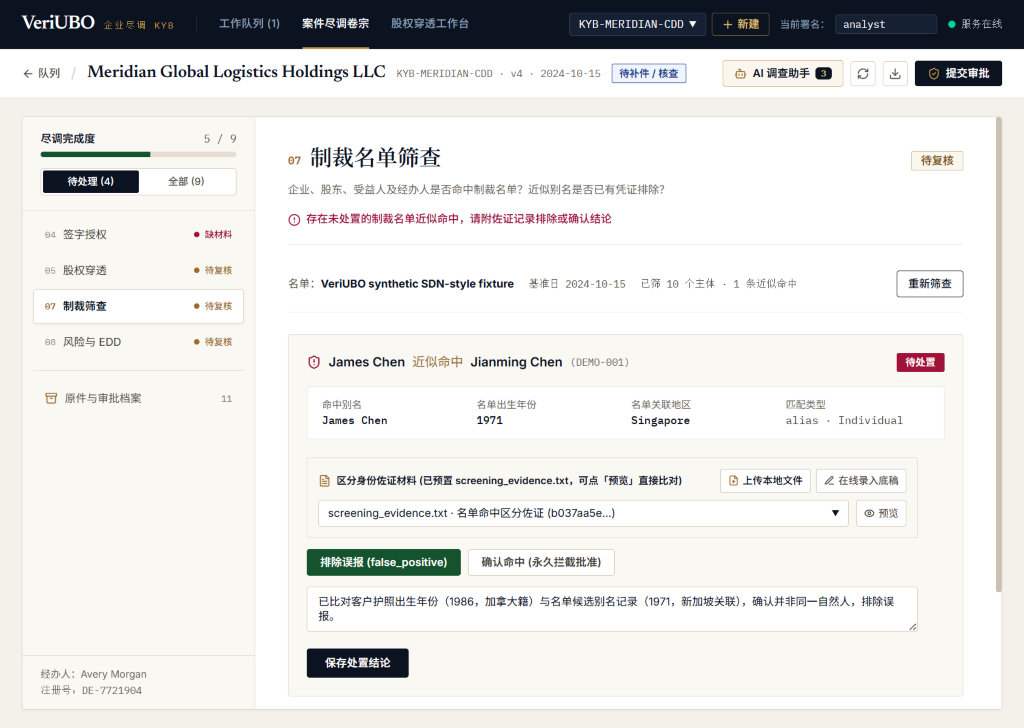 VeriUBO 企业尽调 KYB 工作队列 (1) 案件尽调卷宗 股权穿透工作台 KYB-MERIDIAN-CDD ▼ + 新建 当前署名: analyst 服务在线
← 队列 / Meridian Global Logistics Holdings LLC KYB-MERIDIAN-CDD · v4 · 2024-10-15 待补件 / 核查 AI 调查助手 3 提交审批
尽调完成度 5 / 9
待处理 (4) 全部 (9)
04 签字授权 缺材料
05 股权穿透 待复核
07 制裁筛查 待复核
08 风险与 EDD 待复核
原件与审批档案 11
经办人: Avery Morgan
注册号: DE-7721904
07 制裁名单筛查 待复核
企业、股东、受益人及经办人是否命中制裁名单？近似别名是否已有凭证排除？
存在未处置的制裁名单近似命中，请附佐证记录排除或确认结论
名单: VeriUBO synthetic SDN-style fixture 基准日 2024-10-15 已筛 10 个主体 · 1 条近似命中 重新筛查
James Chen 近似命中 Jianming Chen (DEMO-001) 待处置
命中别名 名单出生年份 名单关联地区 匹配类型
James Chen 1971 Singapore alias · Individual
区分身份佐证材料 (已预置 screening_evidence.txt，可点「预览」直接比对) 上传本地文件 在线录入底稿
screening_evidence.txt · 名单命中区分佐证 (b037aa5e...) ▼ 预览
排除误报 (false_positive) 确认命中 (永久拦截批准)
已比对客户护照出生年份（1986，加拿大籍）与名单候选别名记录（1971，新加坡关联），确认并非同一自然人，排除误
报。
保存处置结论